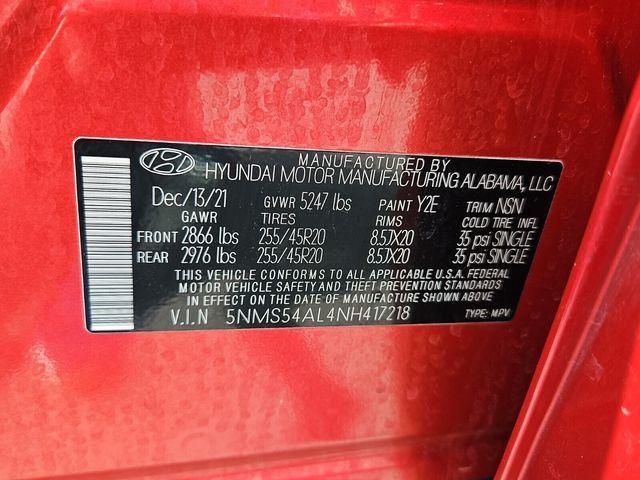 MANUFACTURED BY
HYUNDAI MOTOR MANUFACTURING ALABAMA, LLC
Dec/13/21 GVWR 5247 lbs PAINT Y2E TRIM NSN
GAWR TIRES RIMS COLD TIRE INFL
FRONT 2866 lbs 255/45R20 8.5JX20 35 psi SINGLE
REAR 2976 lbs 255/45R20 8.5JX20 35 psi SINGLE
THIS VEHICLE CONFORMS TO ALL APPLICABLE U.S.A. FEDERAL
MOTOR VEHICLE SAFETY AND THEFT PREVENTION STANDARDS
IN EFFECT ON THE DATE OF MANUFACTURE SHOWN ABOVE
V.I.N 5NMS54AL4NH417218 TYPE: MPV